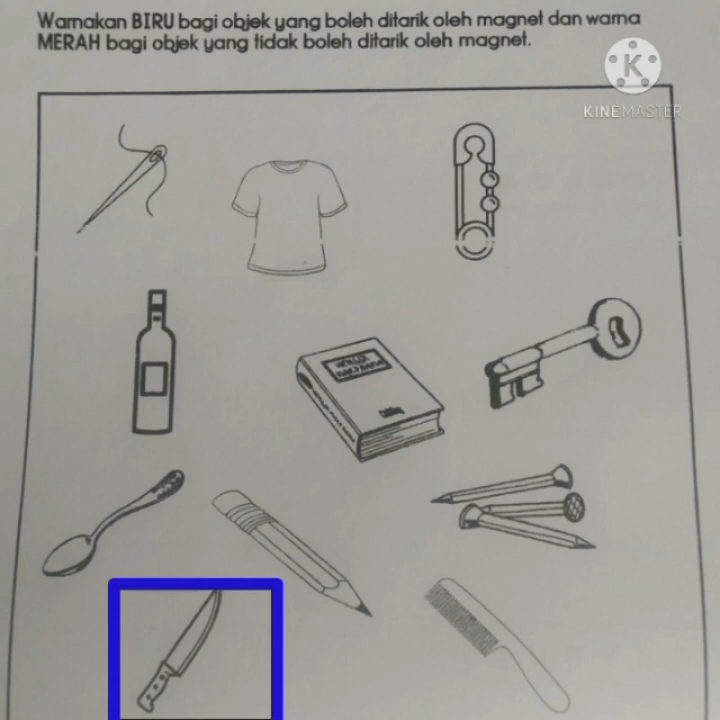 Warnakan BIRU bagi objek yang boleh ditarik oleh magnet dan warna
MERAH bagi objek yang tidak boleh ditarik oleh magnet.
K
KINEMASTER